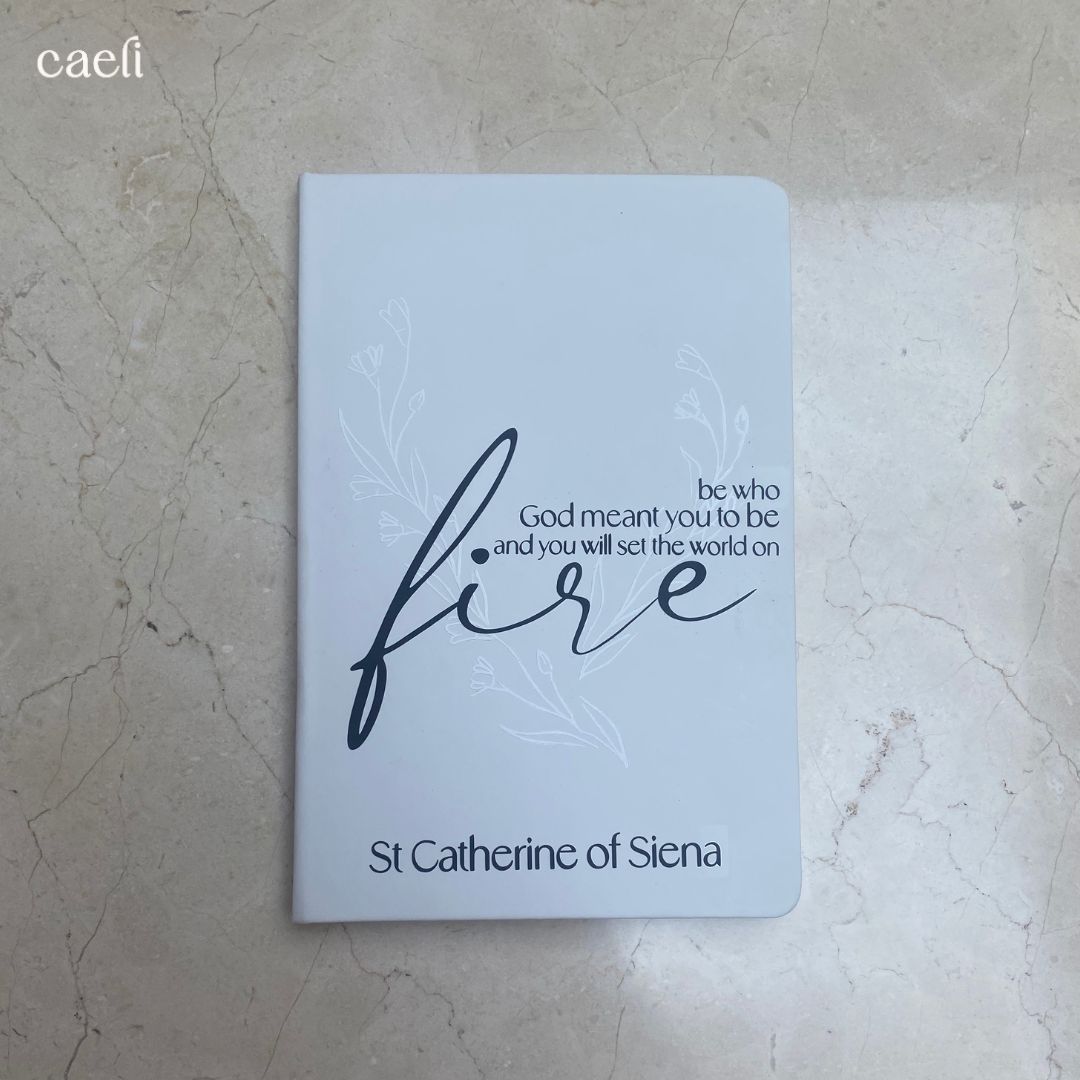 caeli
be who
God meant you to be
and you will set the world on
fire
St Catherine of Siena